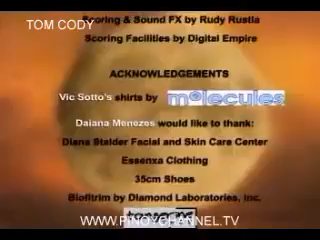 Scoring & Sound FX by Rudy Rustia
TOM CODY
Scoring Facilities by Digital Empire
ACKNOWLEDGEMENTS
Vic Sotto's shirts by molecules
Daiana Menezes would like to thank:
Diana Stalder Facial and Skin Care Center
Essenxa Clothing
35cm Shoes
Biofitrim by Diamond Laboratories, Inc.
WWW.PINOYCHANNEL.TV